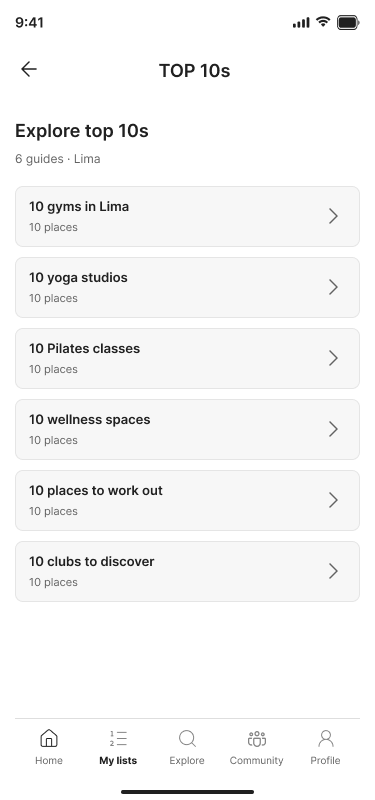 9:41
TOP 10s
Explore top 10s
6 guides · Lima
10 gyms in Lima
10 places
10 yoga studios
10 places
10 Pilates classes
10 places
10 wellness spaces
10 places
10 places to work out
10 places
10 clubs to discover
10 places
1
2
Home
My lists
Explore
Community
Profile